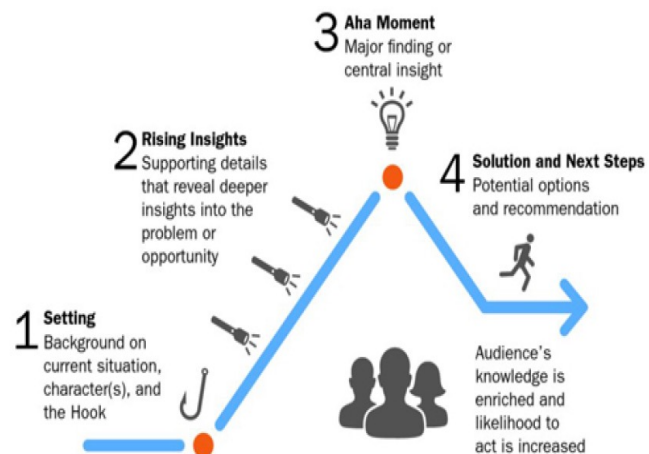 1 Setting
Background on
current situation,
character(s), and
the Hook
2 Rising Insights
Supporting details
that reveal deeper
insights into the
problem or
opportunity
3 Aha Moment
Major finding or
central insight
4 Solution and Next Steps
Potential options
and recommendation
Audience’s
knowledge is
enriched and
likelihood to
act is increased